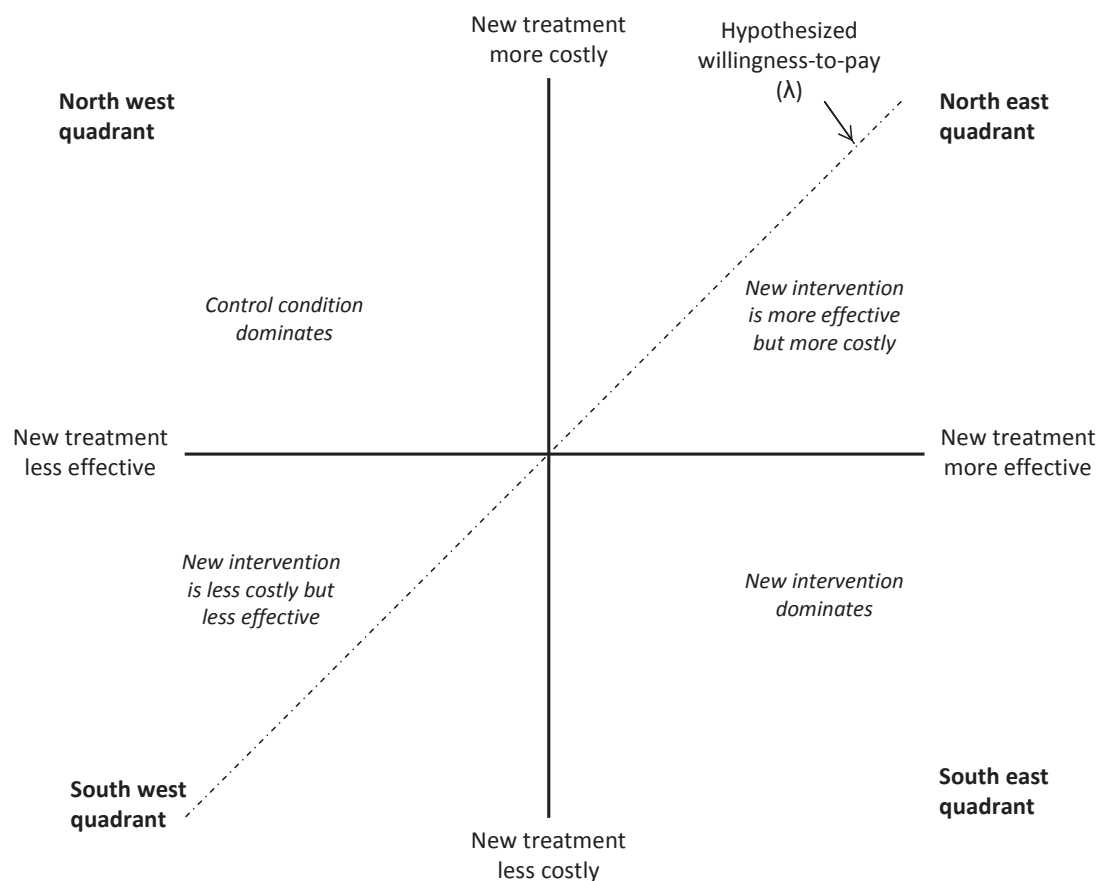 New treatment
more costly
Hypothesized
willingness-to-pay
(λ)
North west
quadrant
North east
quadrant
Control condition
dominates
New intervention
is more effective
but more costly
New treatment
less effective
New treatment
more effective
New intervention
is less costly but
less effective
New intervention
dominates
South west
quadrant
South east
quadrant
New treatment
less costly